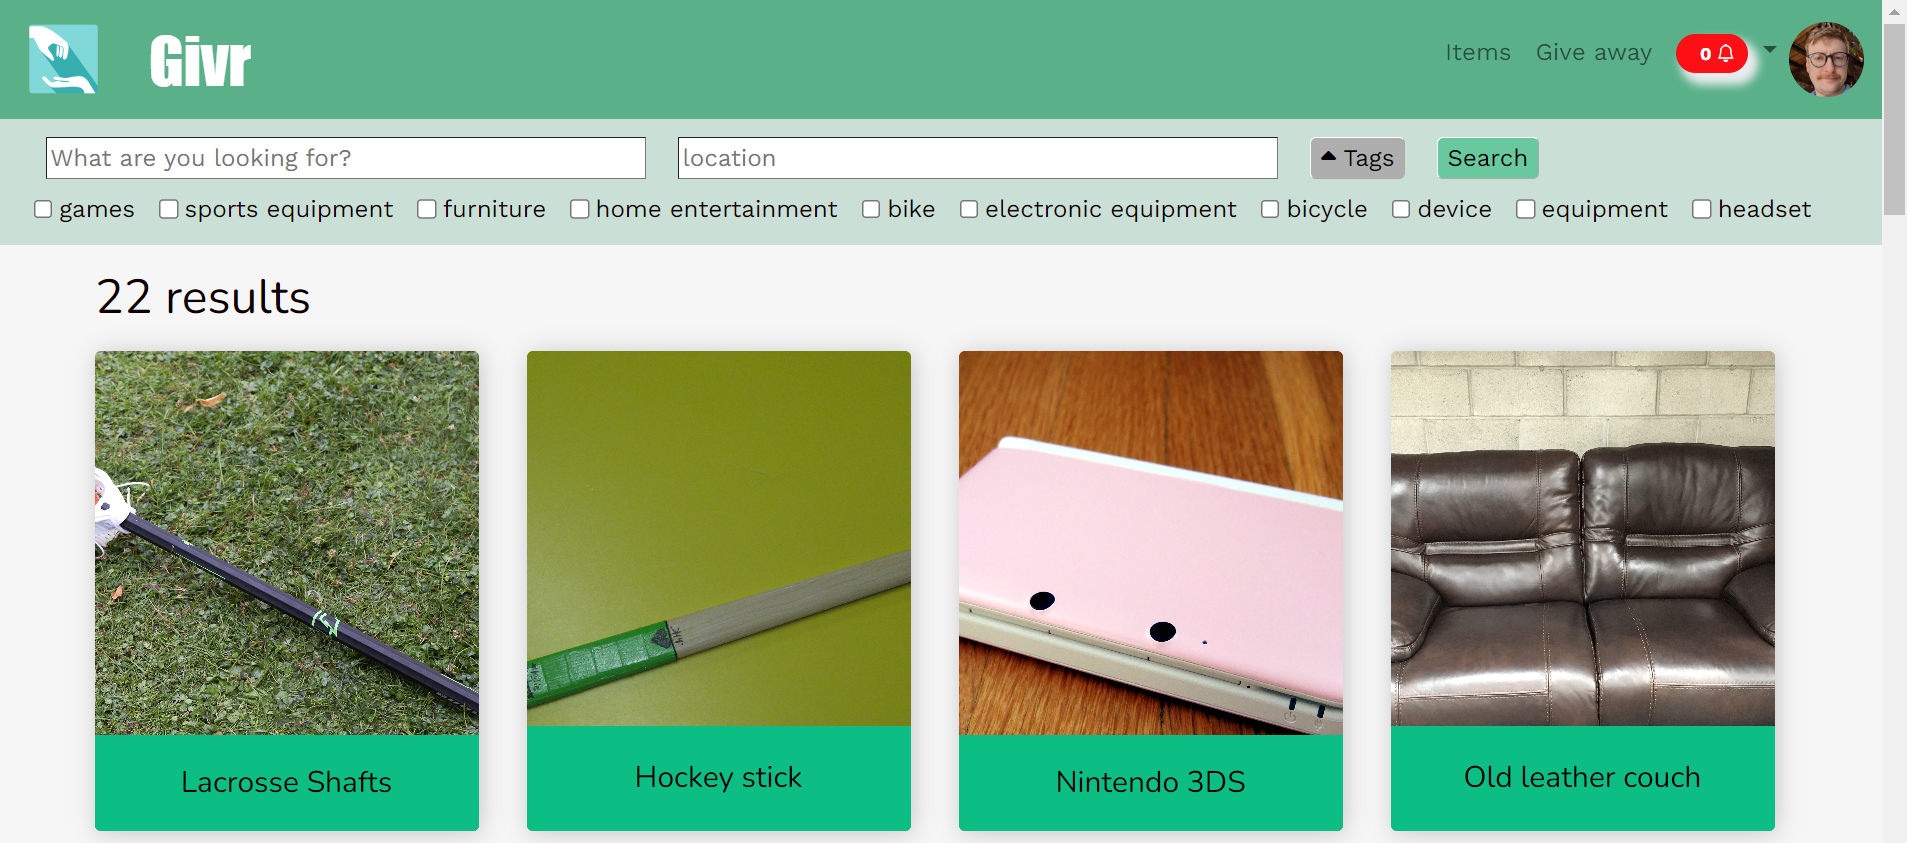 Givr
Items Give away 0
What are you looking for? location Tags Search
games sports equipment furniture home entertainment bike electronic equipment bicycle device equipment headset
22 results
Lacrosse Shafts Hockey stick Nintendo 3DS Old leather couch